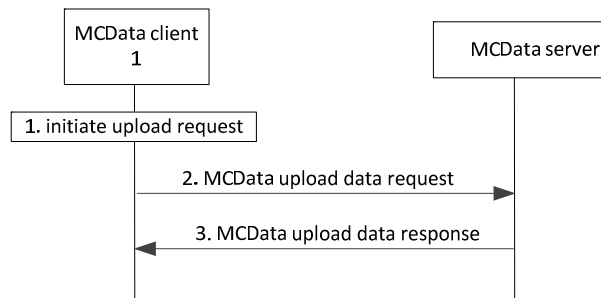 MCData client
1
MCData server
1. initiate upload request
2. MCData upload data request
3. MCData upload data response